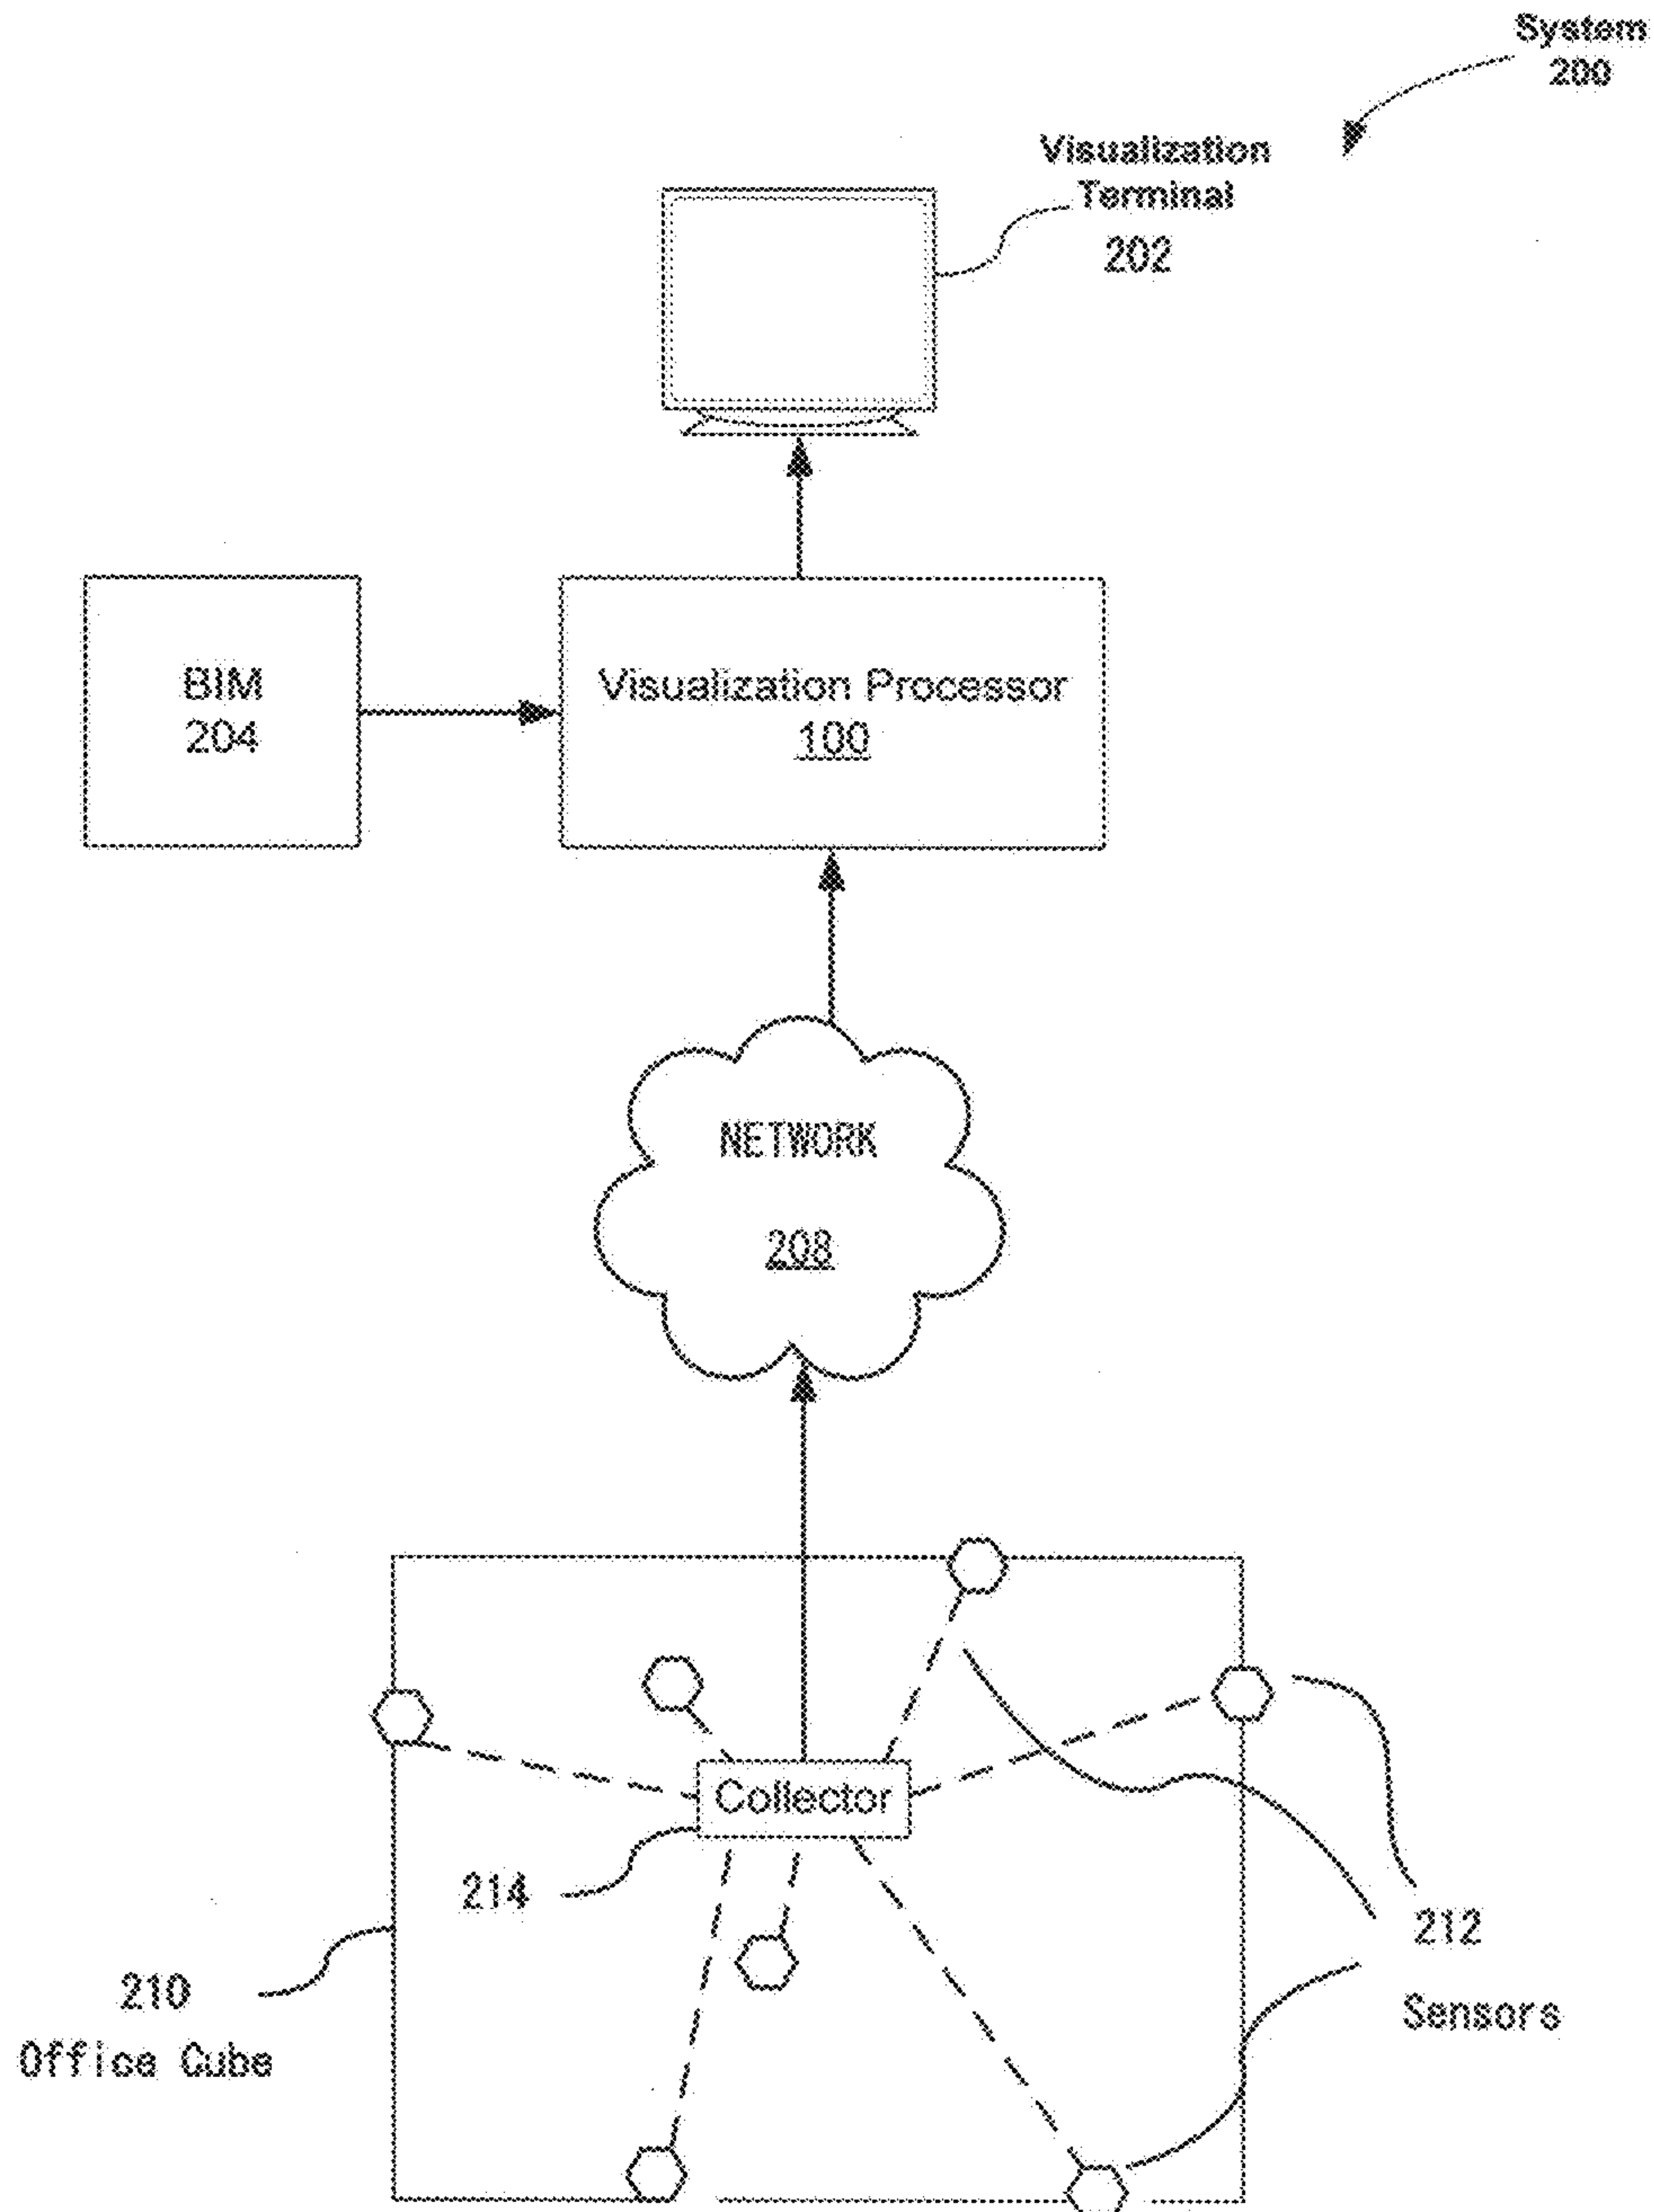 System
200
Visualization
Terminal
202
BIM
204
Visualization Processor
100
NETWORK
208
Collector
214
212
Sensors
210
Office Cube